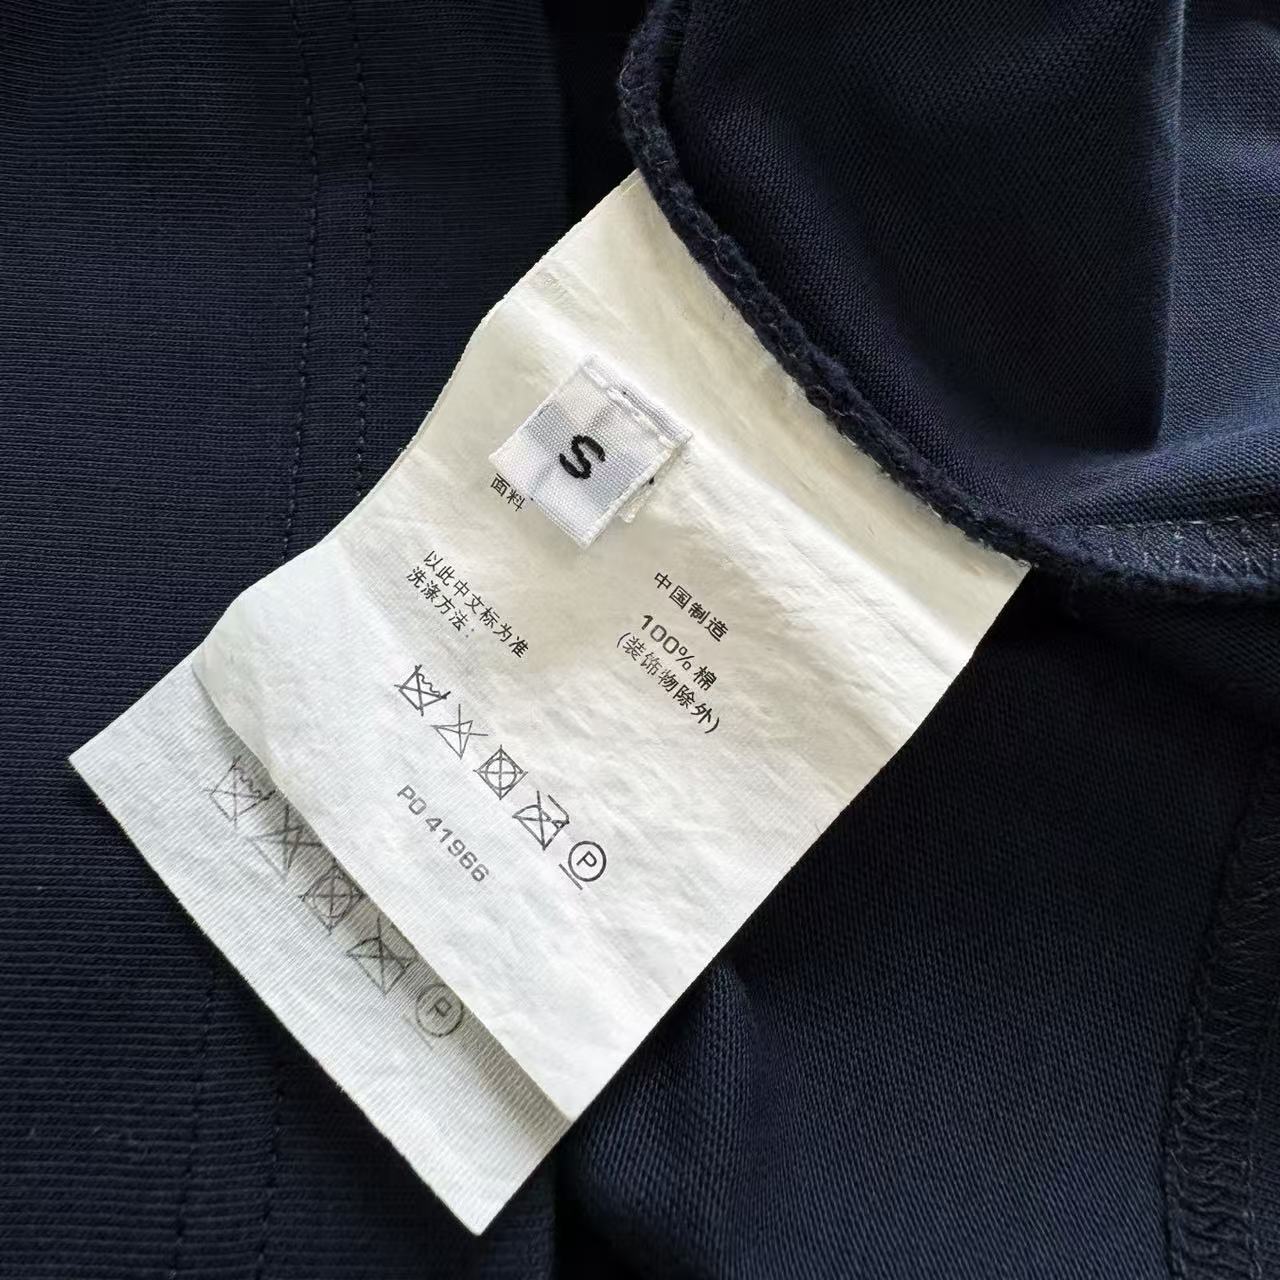 S
面料
中国制造
100% 棉
(装饰物除外)
以此中文标为准
洗涤方法:
P
PO 41966
P